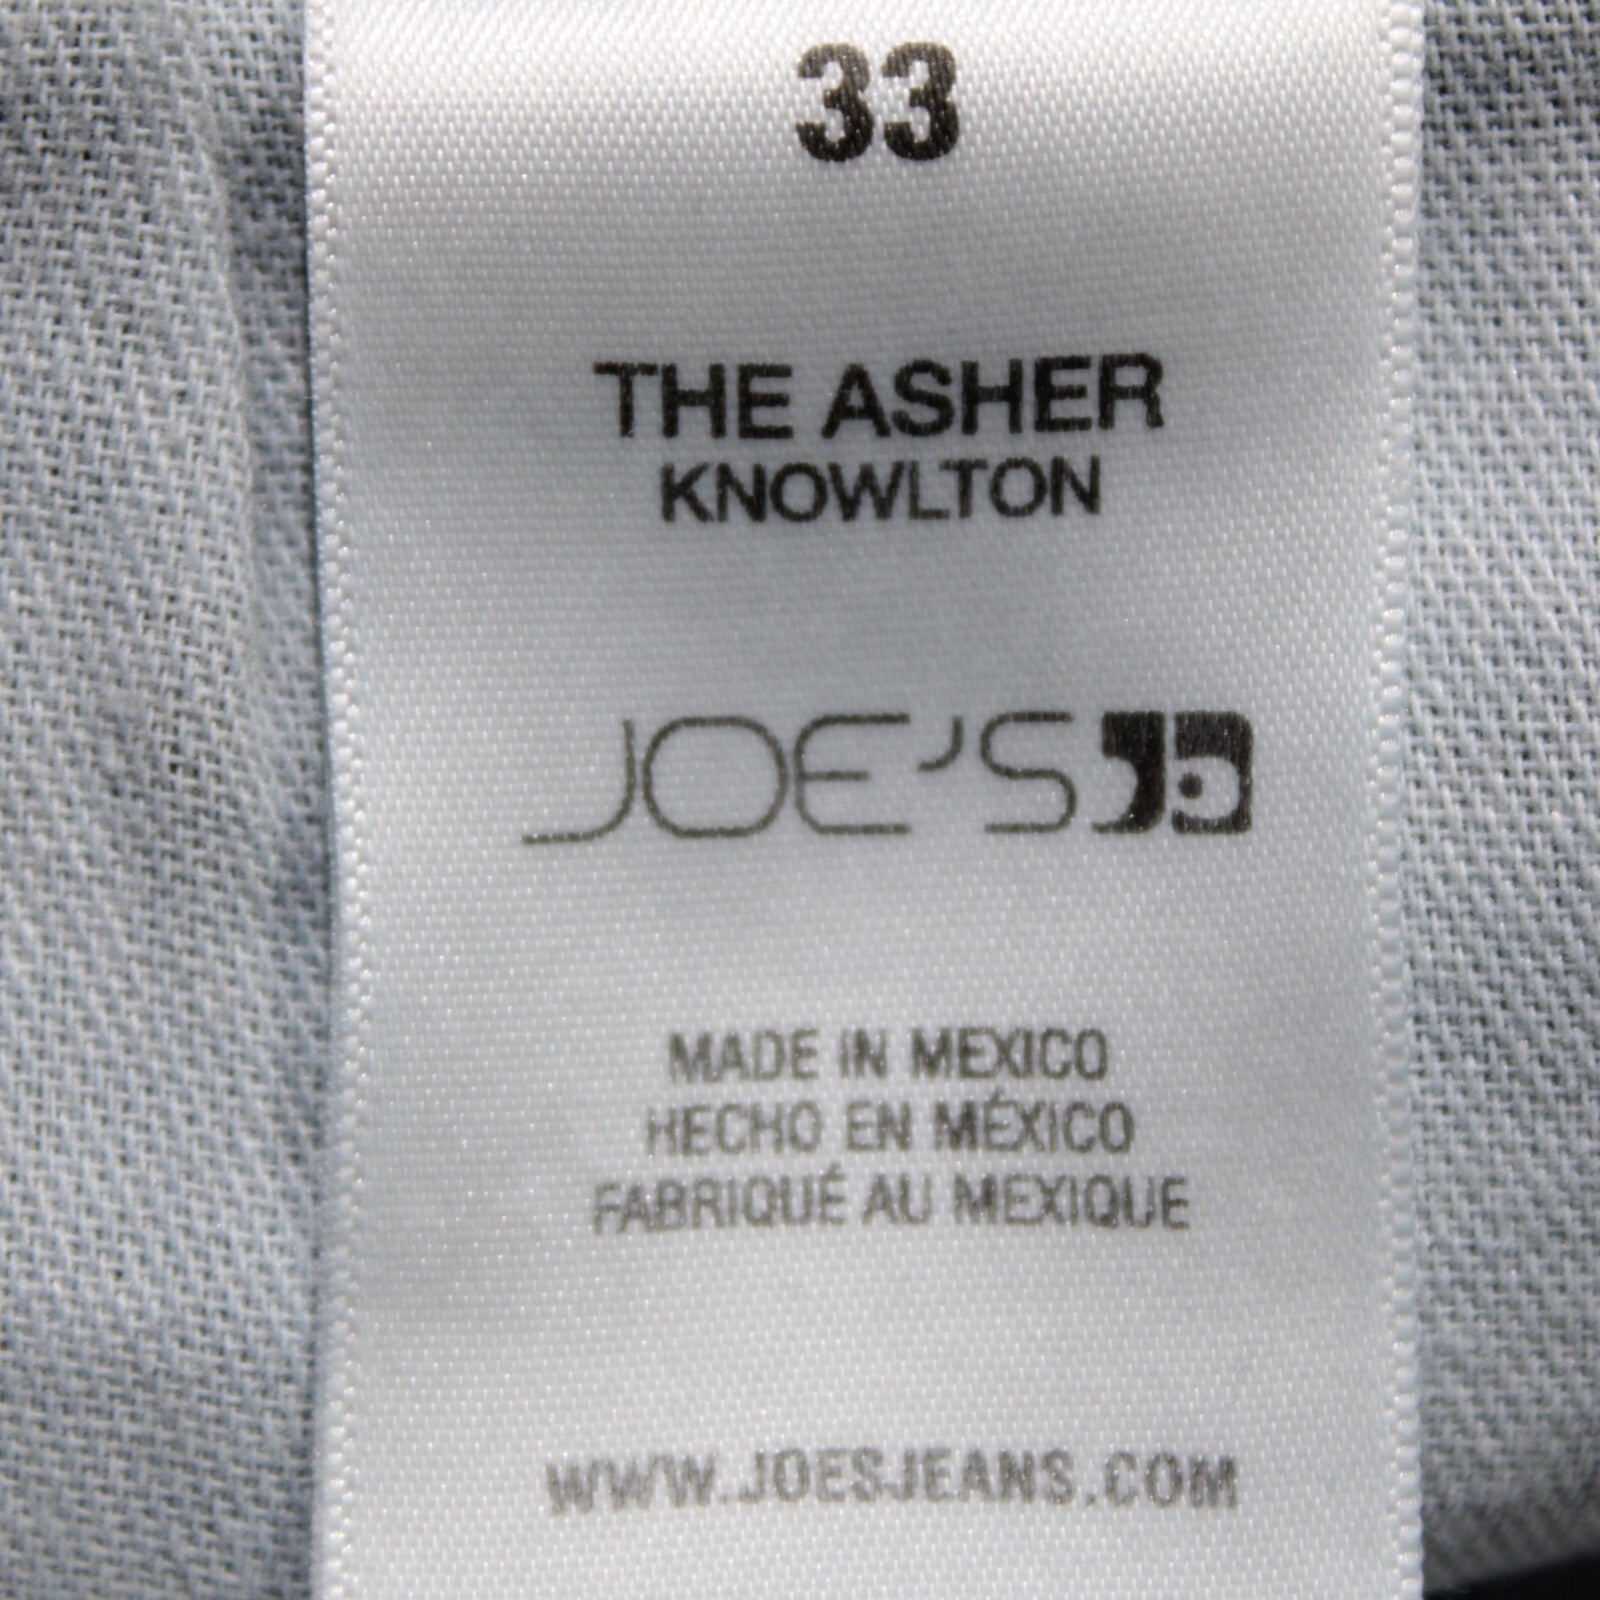 33
THE ASHER
KNOWLTON
JOE'S
MADE IN MEXICO
HECHO EN MÉXICO
FABRIQUÉ AU MEXIQUE
WWW.JOESJEANS.COM